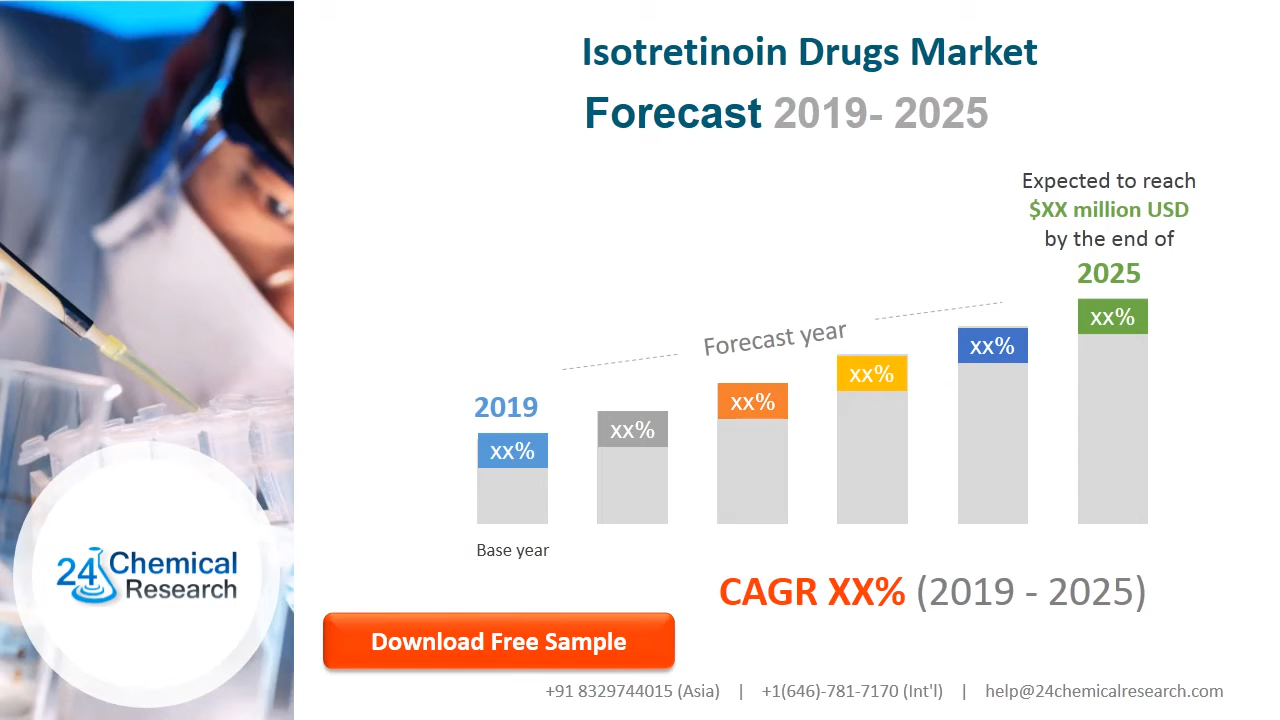 Isotretinoin Drugs Market
Forecast 2019- 2025
Expected to reach
$XX million USD
by the end of
2025
xx%
Forecast year
xx%
xx%
xx%
2019
xx%
xx%
Base year
24 Chemical
Research
CAGR XX% (2019 - 2025)
Download Free Sample
+91 8329744015 (Asia) | +1(646)-781-7170 (Int'l) | help@24chemicalresearch.com